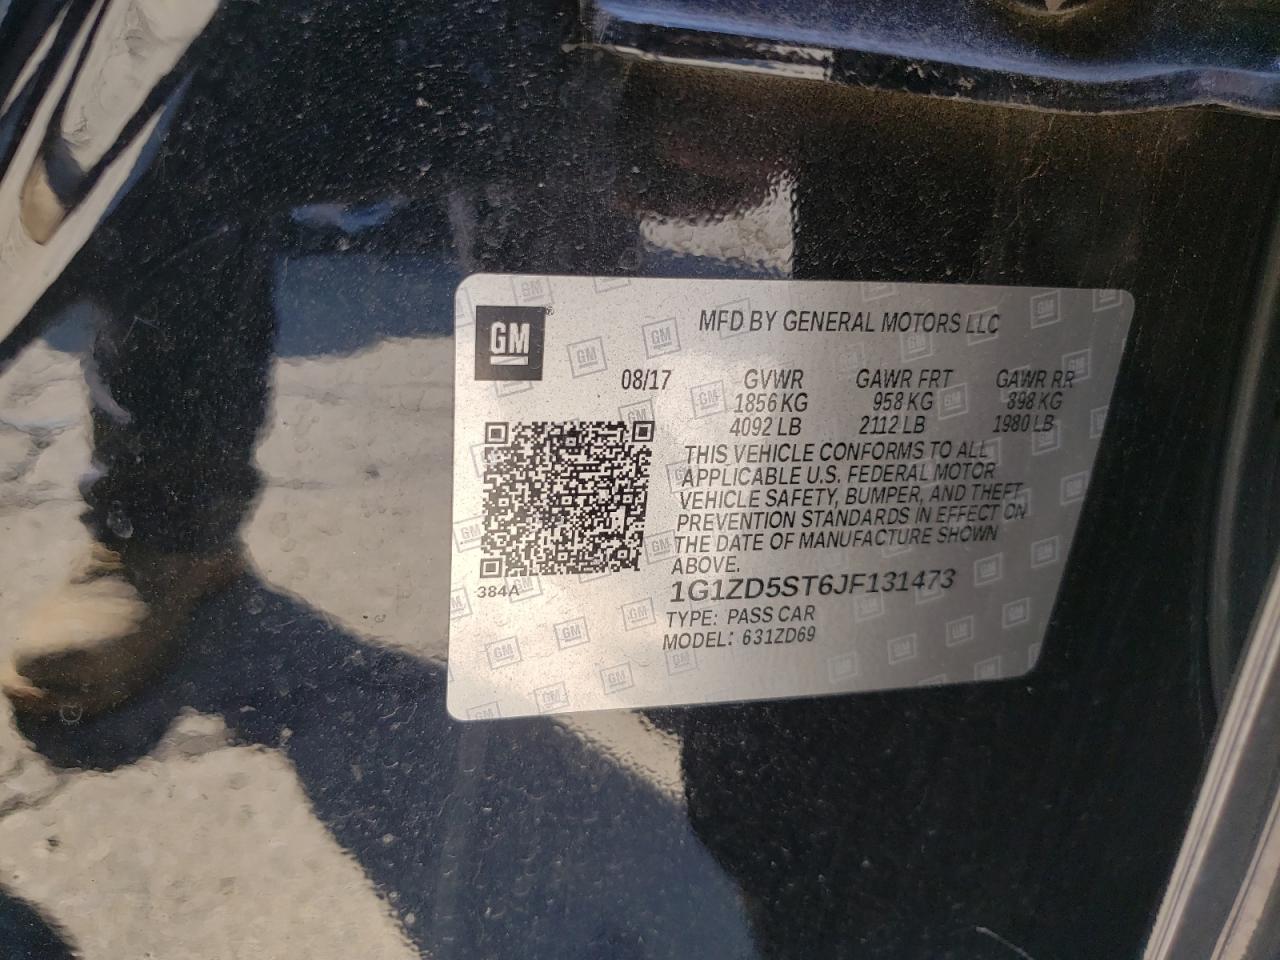 GM
MFD BY GENERAL MOTORS LLC
08/17 GVWR GAWR FRT GAWR RR
1856 KG 958 KG 898 KG
4092 LB 2112 LB 1980 LB
THIS VEHICLE CONFORMS TO ALL
APPLICABLE U.S. FEDERAL MOTOR
VEHICLE SAFETY, BUMPER, AND THEFT
PREVENTION STANDARDS IN EFFECT ON
THE DATE OF MANUFACTURE SHOWN
ABOVE.
384A
1G1ZD5ST6JF131473
TYPE: PASS CAR
MODEL: 631ZD69